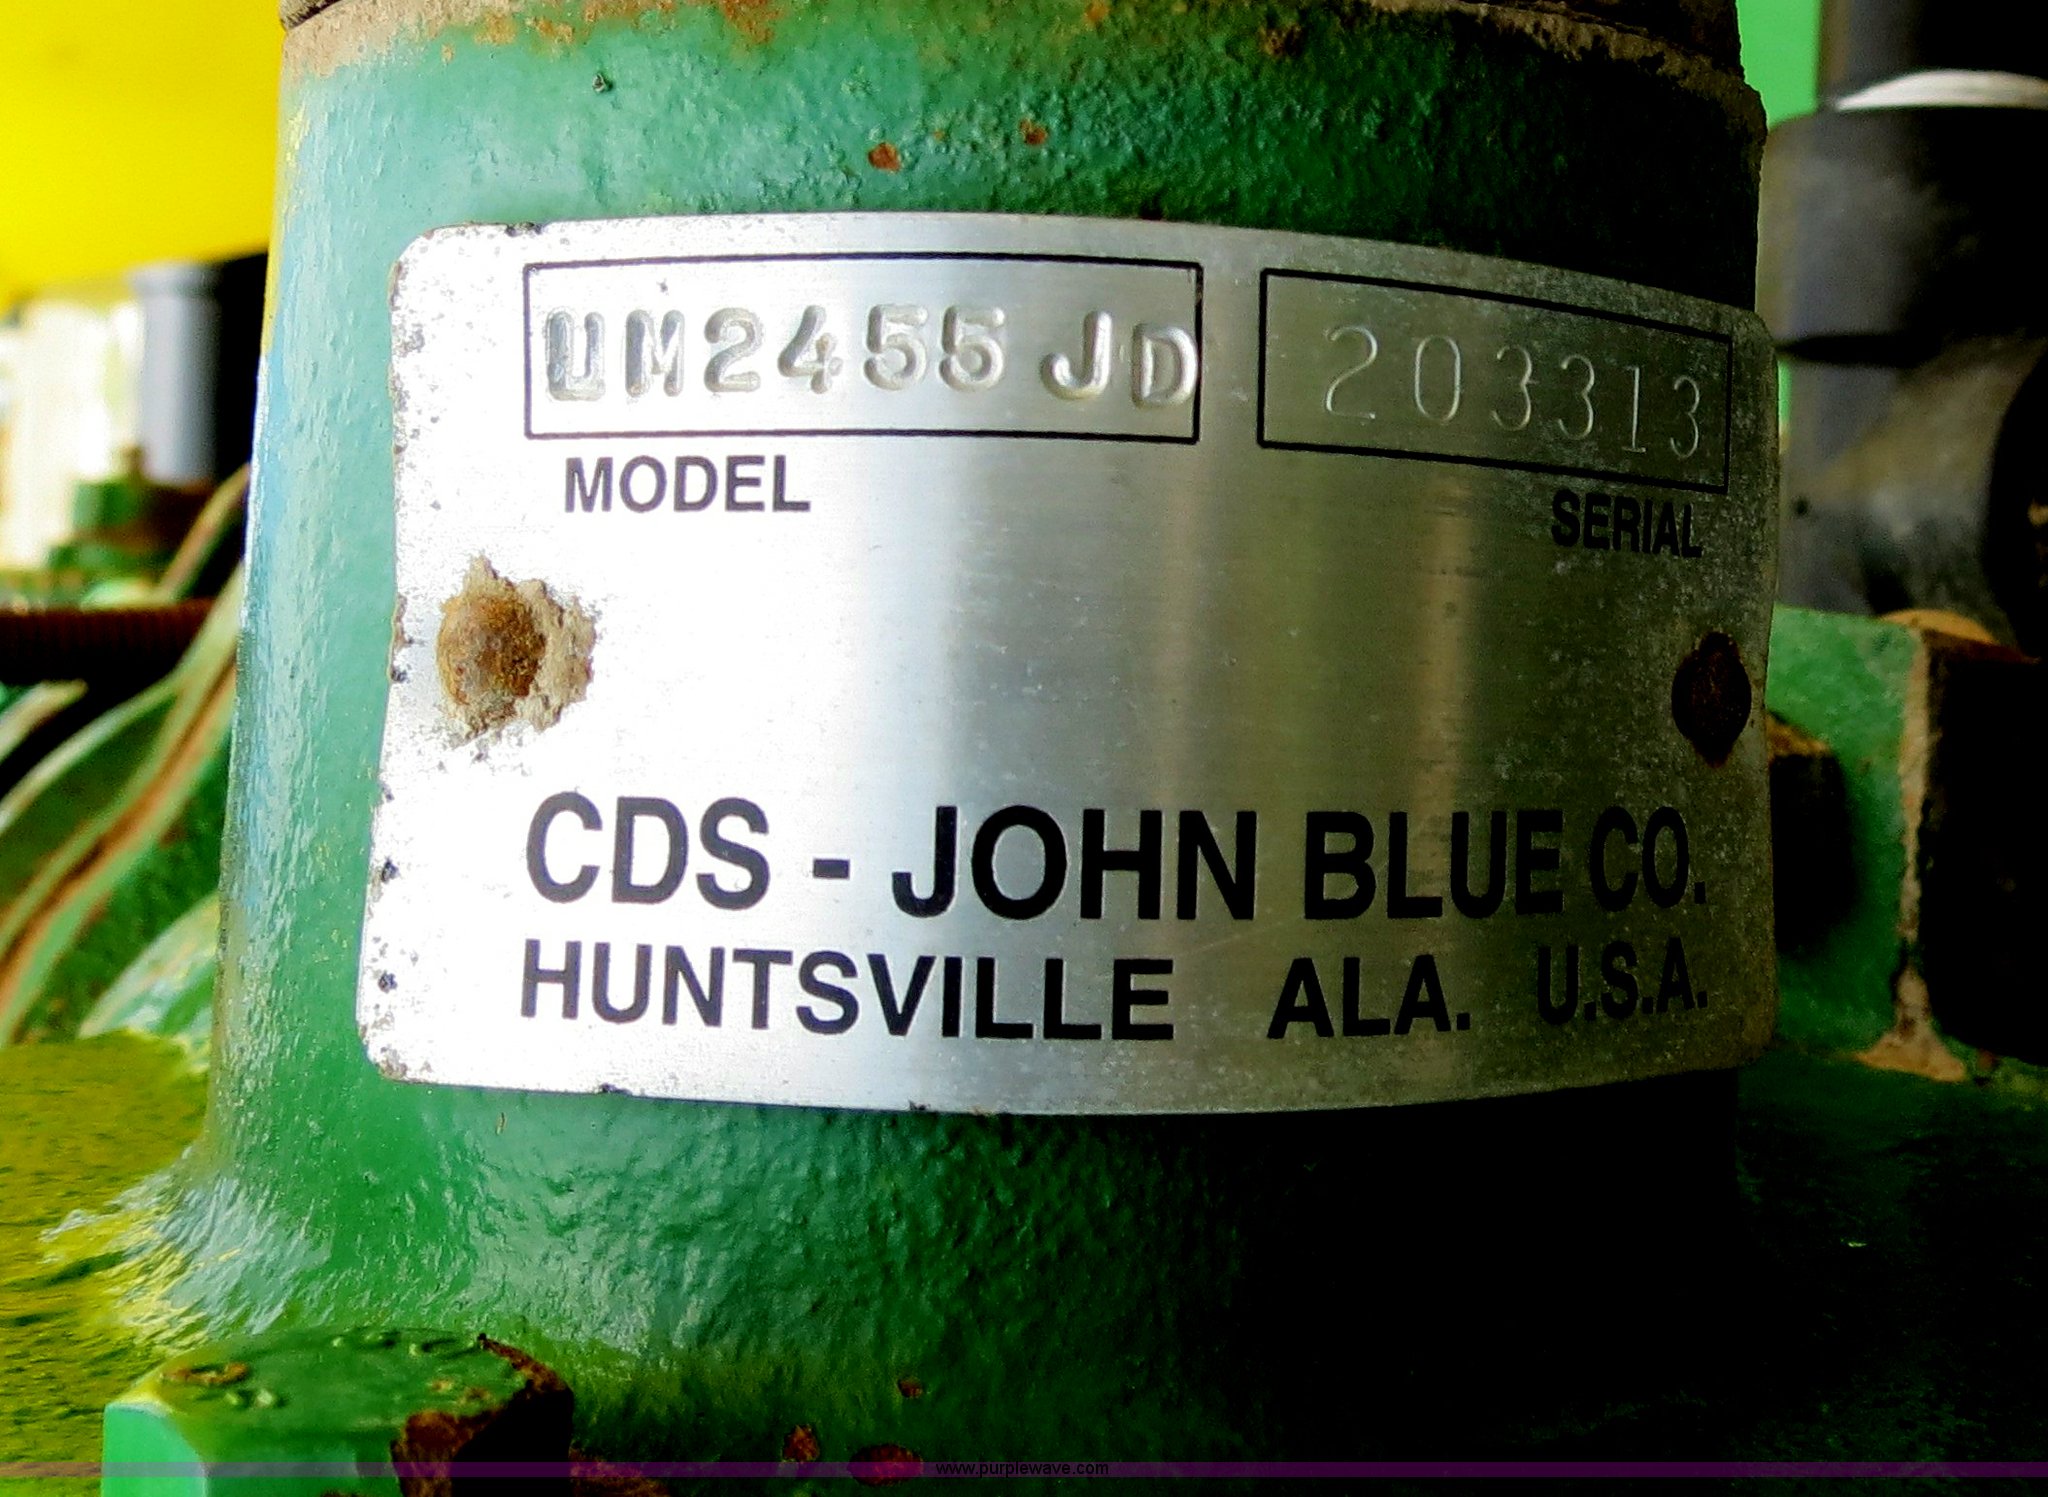 UM2455 JD 203313
MODEL SERIAL
CDS - JOHN BLUE CO.
HUNTSVILLE ALA. U.S.A.
www.purplewave.com